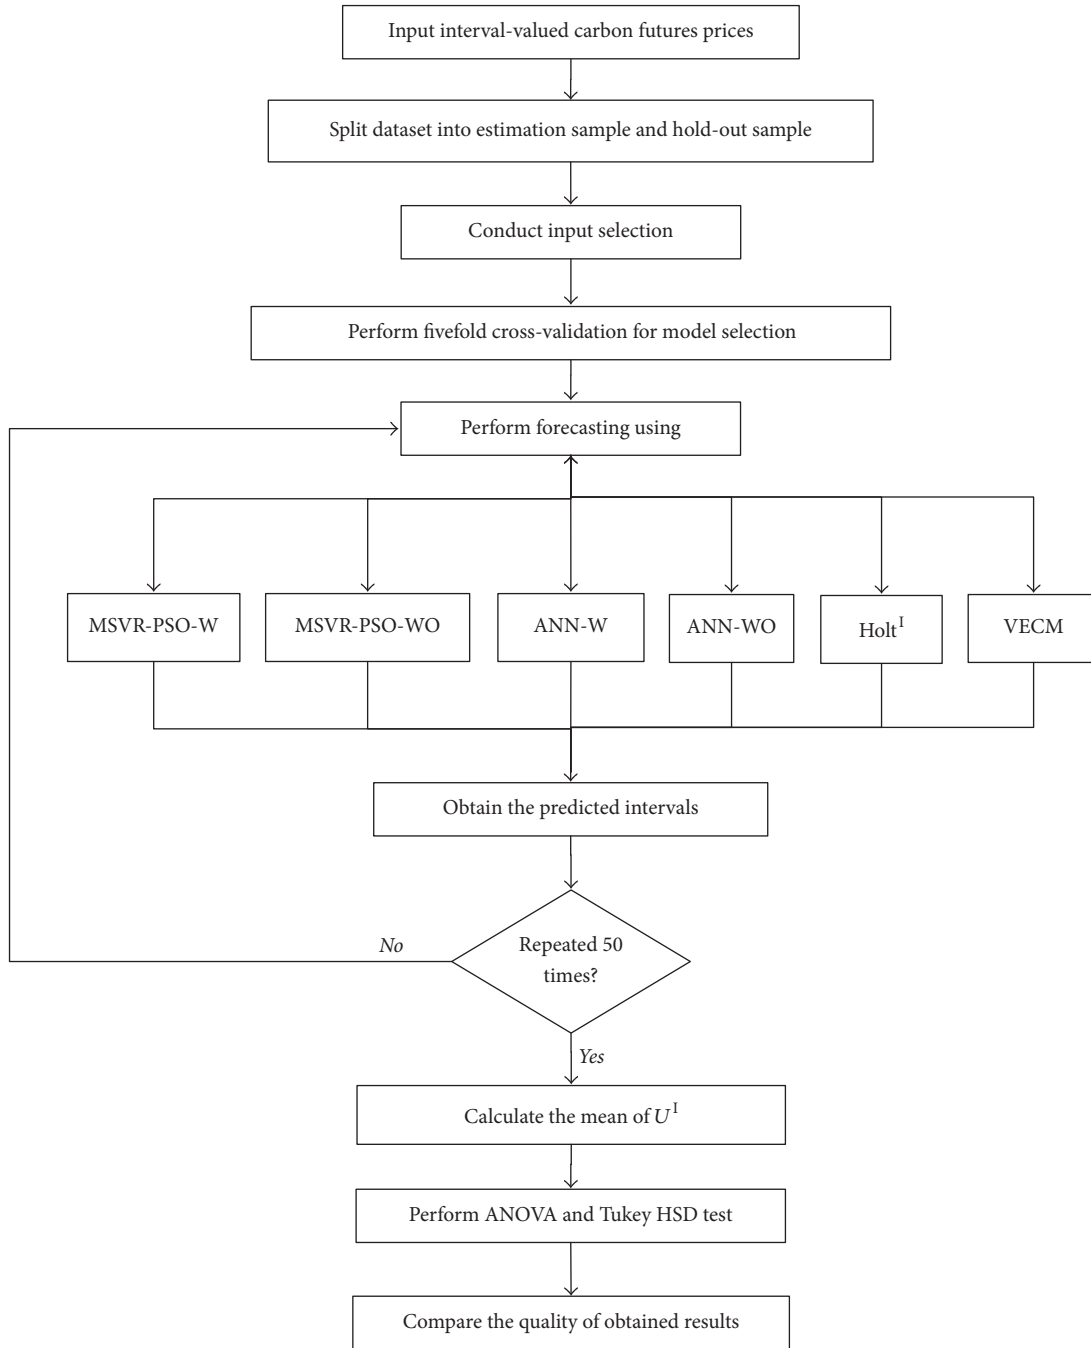 Input interval-valued carbon futures prices
Split dataset into estimation sample and hold-out sample
Conduct input selection
Perform fivefold cross-validation for model selection
Perform forecasting using
MSVR-PSO-W
MSVR-PSO-WO
ANN-W
ANN-WO
Holt^I
VECM
Obtain the predicted intervals
No
Repeated 50
times?
Yes
Calculate the mean of U^I
Perform ANOVA and Tukey HSD test
Compare the quality of obtained results